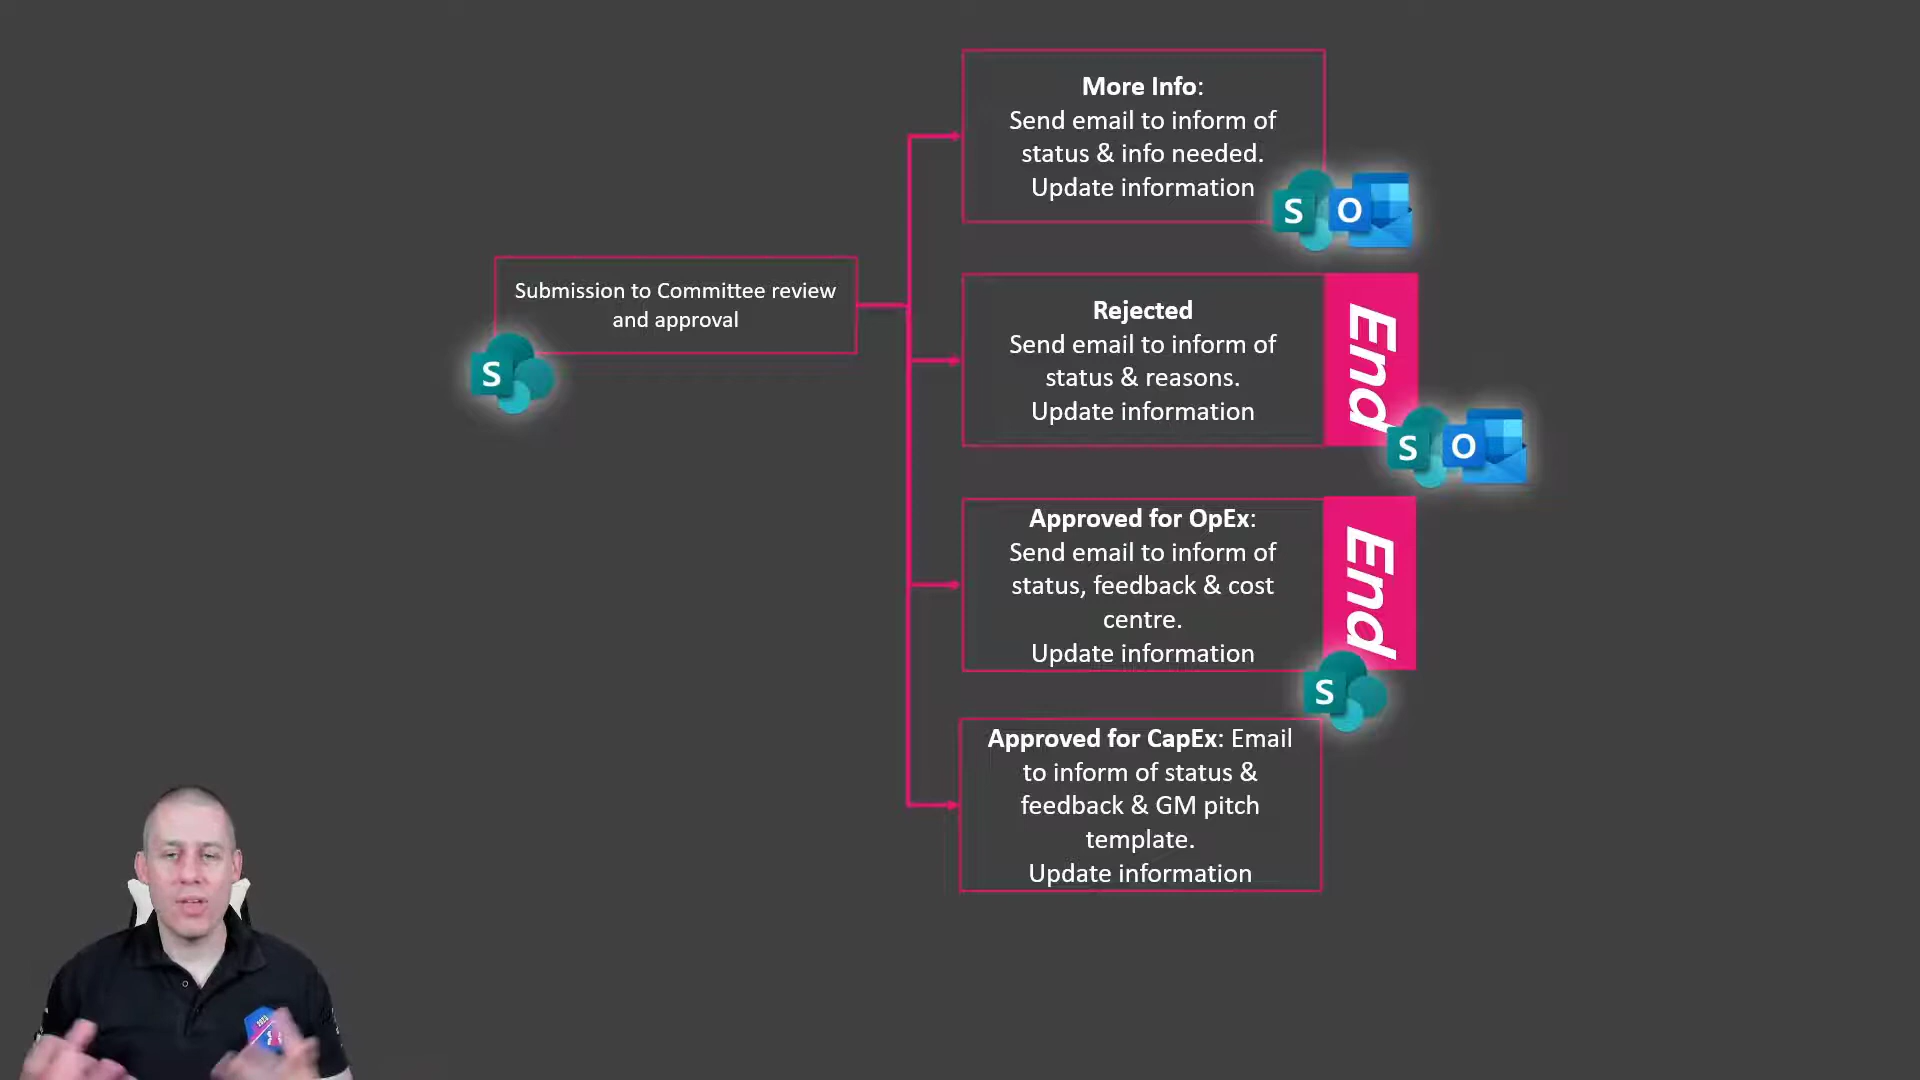 More Info:
Send email to inform of
status & info needed.
Update information
S O
Submission to Committee review
and approval
S
Rejected
Send email to inform of
status & reasons.
Update information
End
S O
Approved for OpEx:
Send email to inform of
status, feedback & cost
centre.
Update information
End
S
Approved for CapEx: Email
to inform of status &
feedback & GM pitch
template.
Update information